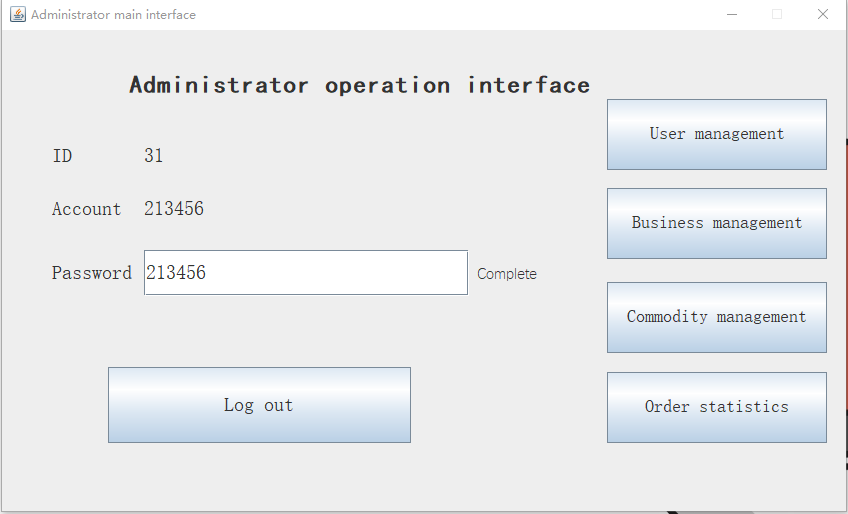 Administrator main interface
Administrator operation interface
User management
ID 31
Account 213456
Business management
Password 213456 Complete
Commodity management
Log out
Order statistics